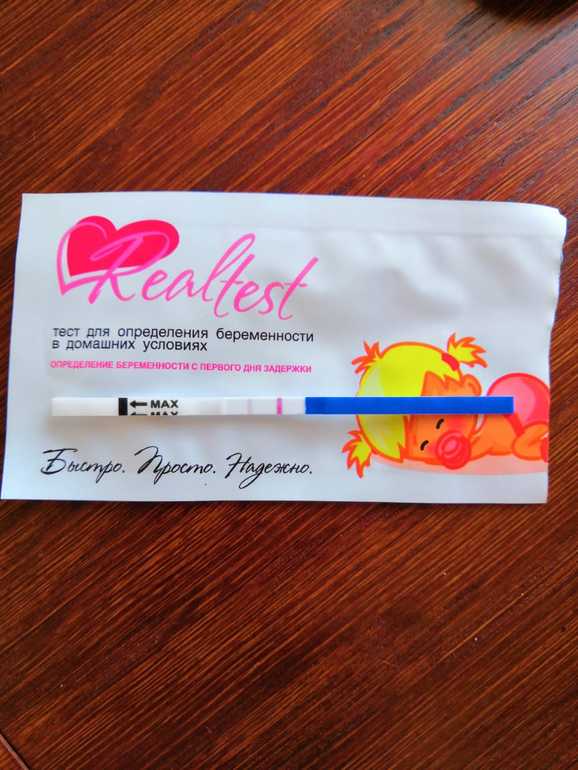 Realtest
тест для определения беременности
в домашних условиях
ОПРЕДЕЛЕНИЕ БЕРЕМЕННОСТИ С ПЕРВОГО ДНЯ ЗАДЕРЖКИ
MAX
MAX
Быстро. Просто. Надежно.